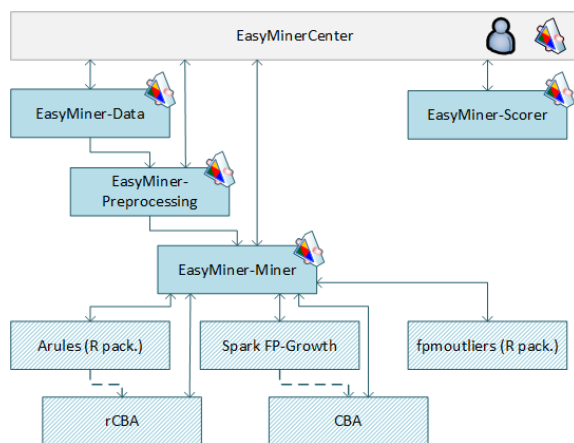 EasyMinerCenter
EasyMiner-Data
EasyMiner-Scorer
EasyMiner-
Preprocessing
EasyMiner-Miner
Arules (R pack.)
Spark FP-Growth
fpmoutliers (R pack.)
rCBA
CBA